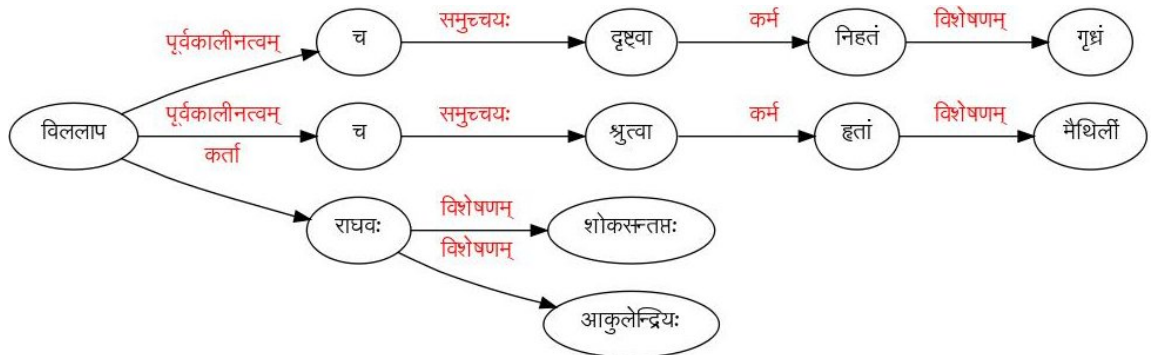 पूर्वकालीनत्वम् च समुच्चयः दृष्ट्वा कर्म निहतं विशेषणम् गृध्रं
विललाप पूर्वकालीनत्वम् च समुच्चयः श्रुत्वा कर्म हृतां विशेषणम् मैथिलीं
कर्ता
राघवः विशेषणम् शोकसन्तप्तः
विशेषणम्
आकुलेन्द्रियः